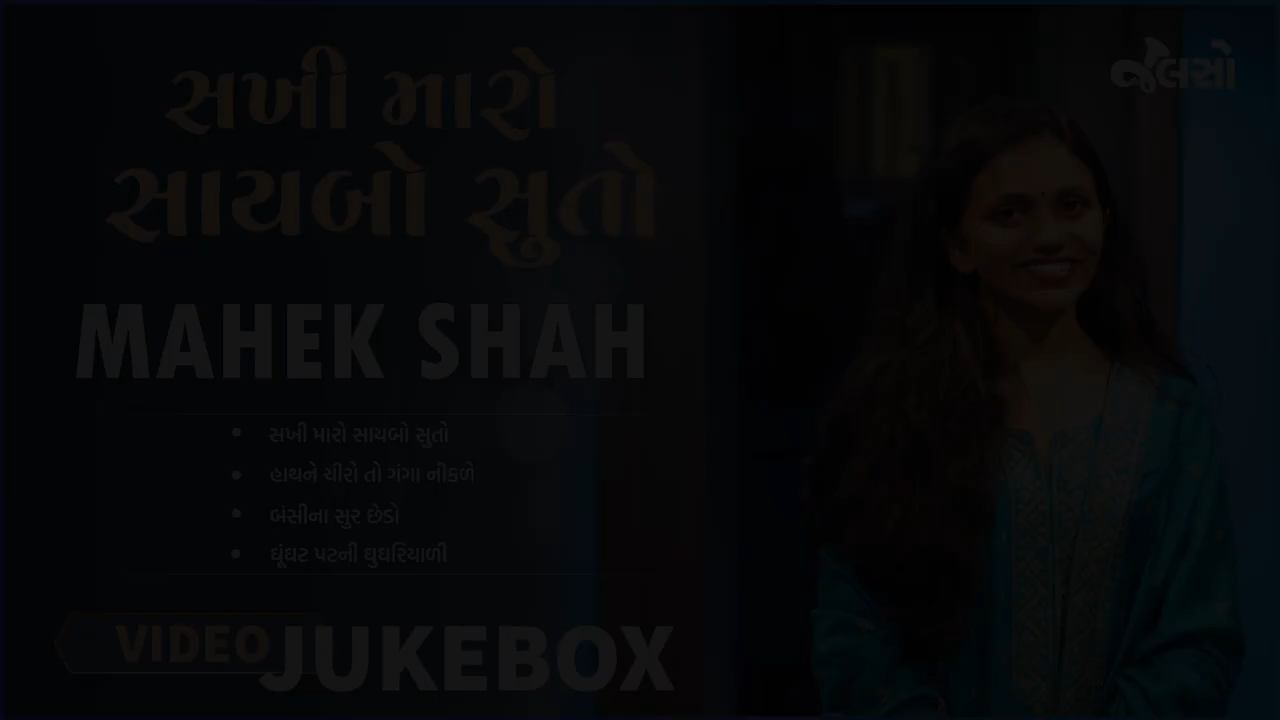 સખી મારો
સાયબો સુતો
જલસો
MAHEK SHAH
સખી મારો સાયબો સુતો
હાથને ચીરો તો ગંગા નીકળે
બંસીના સુર છેડો
ઘૂંઘટ પટની ઘુઘરિયાળી
VIDEO JUKEBOX